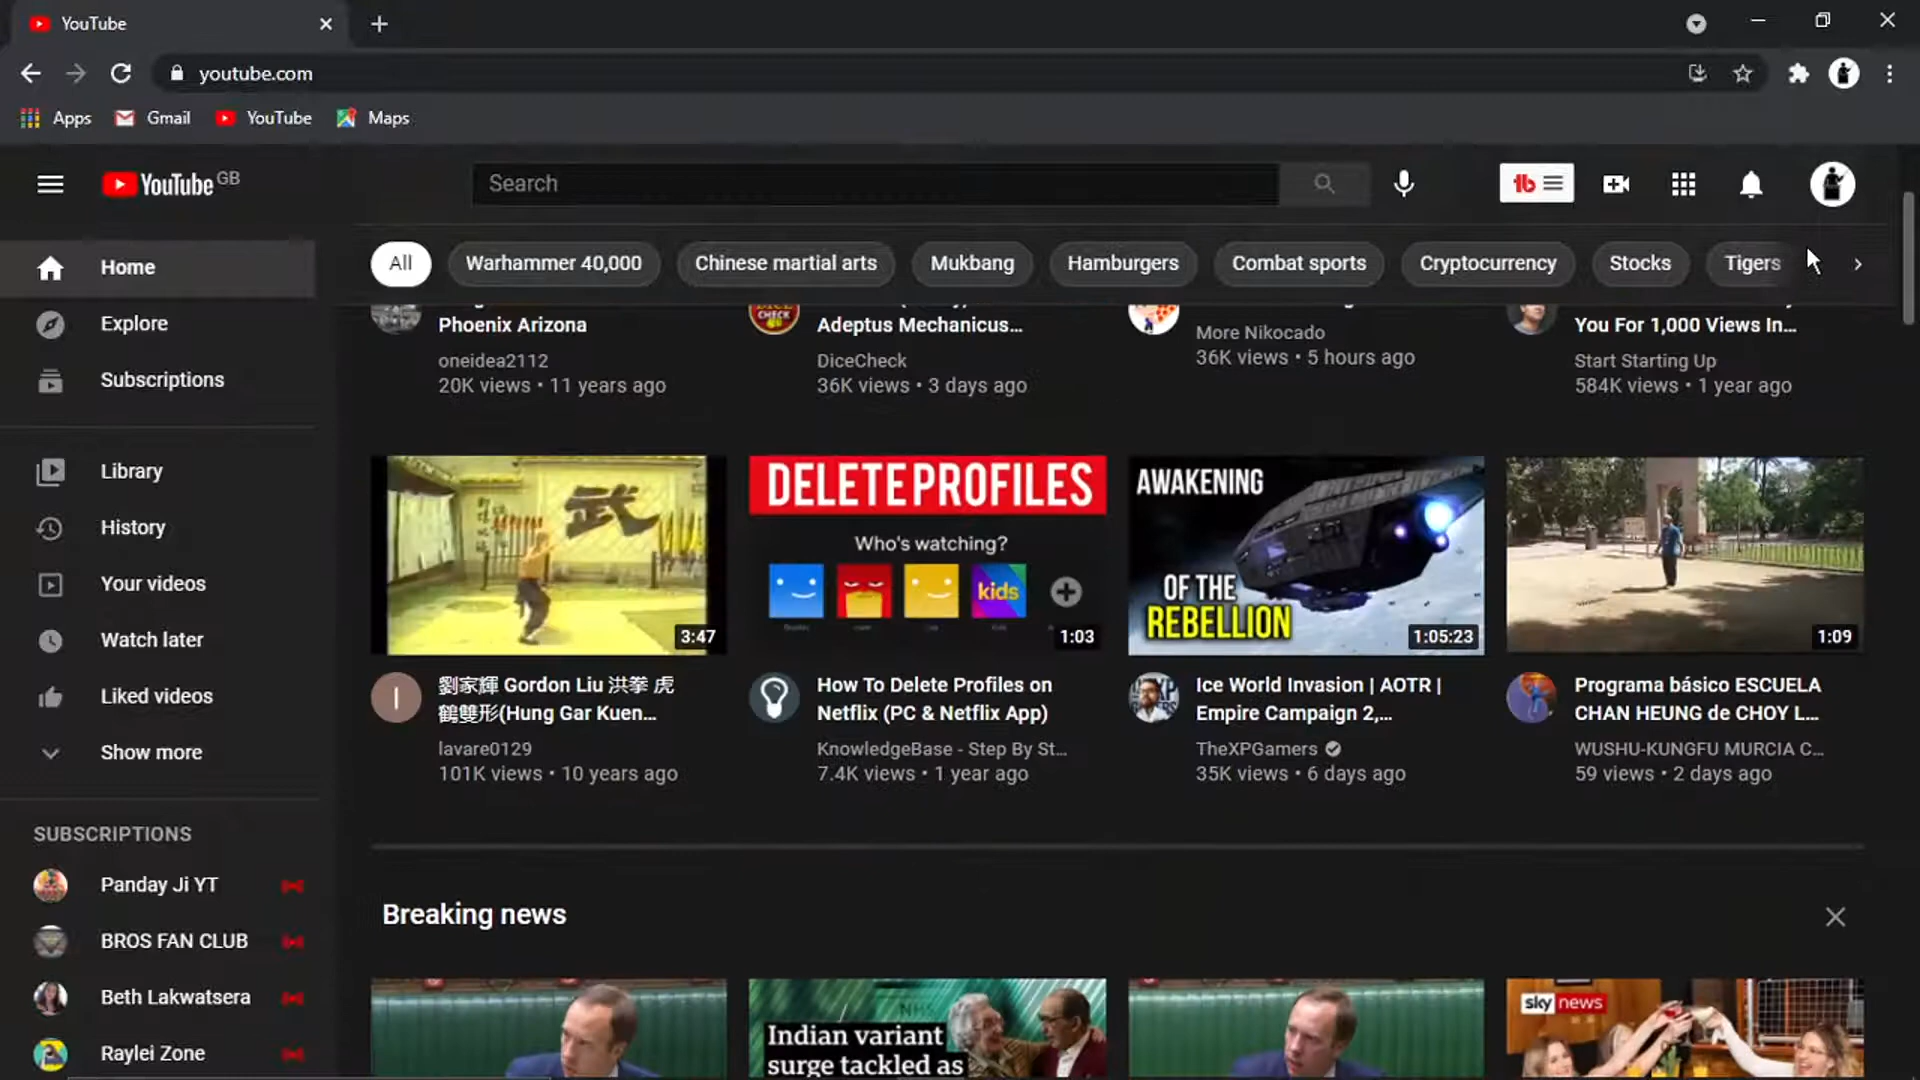 YouTube
youtube.com
Apps
Gmail
YouTube
Maps
YouTube GB
Search
All
Warhammer 40,000
Chinese martial arts
Mukbang
Hamburgers
Combat sports
Cryptocurrency
Stocks
Tigers
Home
Explore
Subscriptions
Library
History
Your videos
Watch later
Liked videos
Show more
SUBSCRIPTIONS
Panday Ji YT
BROS FAN CLUB
Beth Lakwatsera
Raylei Zone
Phoenix Arizona
oneidea2112
20K views • 11 years ago
DICE
CHECK
Adeptus Mechanicus...
DiceCheck
36K views • 3 days ago
More Nikocado
36K views • 5 hours ago
You For 1,000 Views In...
Start Starting Up
584K views • 1 year ago
武
3:47
劉家輝 Gordon Liu 洪拳 虎
鶴雙形(Hung Gar Kuen...
lavare0129
101K views • 10 years ago
DELETE PROFILES
Who's watching?
kids
1:03
How To Delete Profiles on
Netflix (PC & Netflix App)
KnowledgeBase - Step By St...
7.4K views • 1 year ago
AWAKENING
OF THE
REBELLION
1:05:23
Ice World Invasion | AOTR |
Empire Campaign 2,...
TheXPGamers
35K views • 6 days ago
1:09
Programa básico ESCUELA
CHAN HEUNG de CHOY L...
WUSHU-KUNGFU MURCIA C...
59 views • 2 days ago
Breaking news
NHS
Indian variant
surge tackled as
sky news